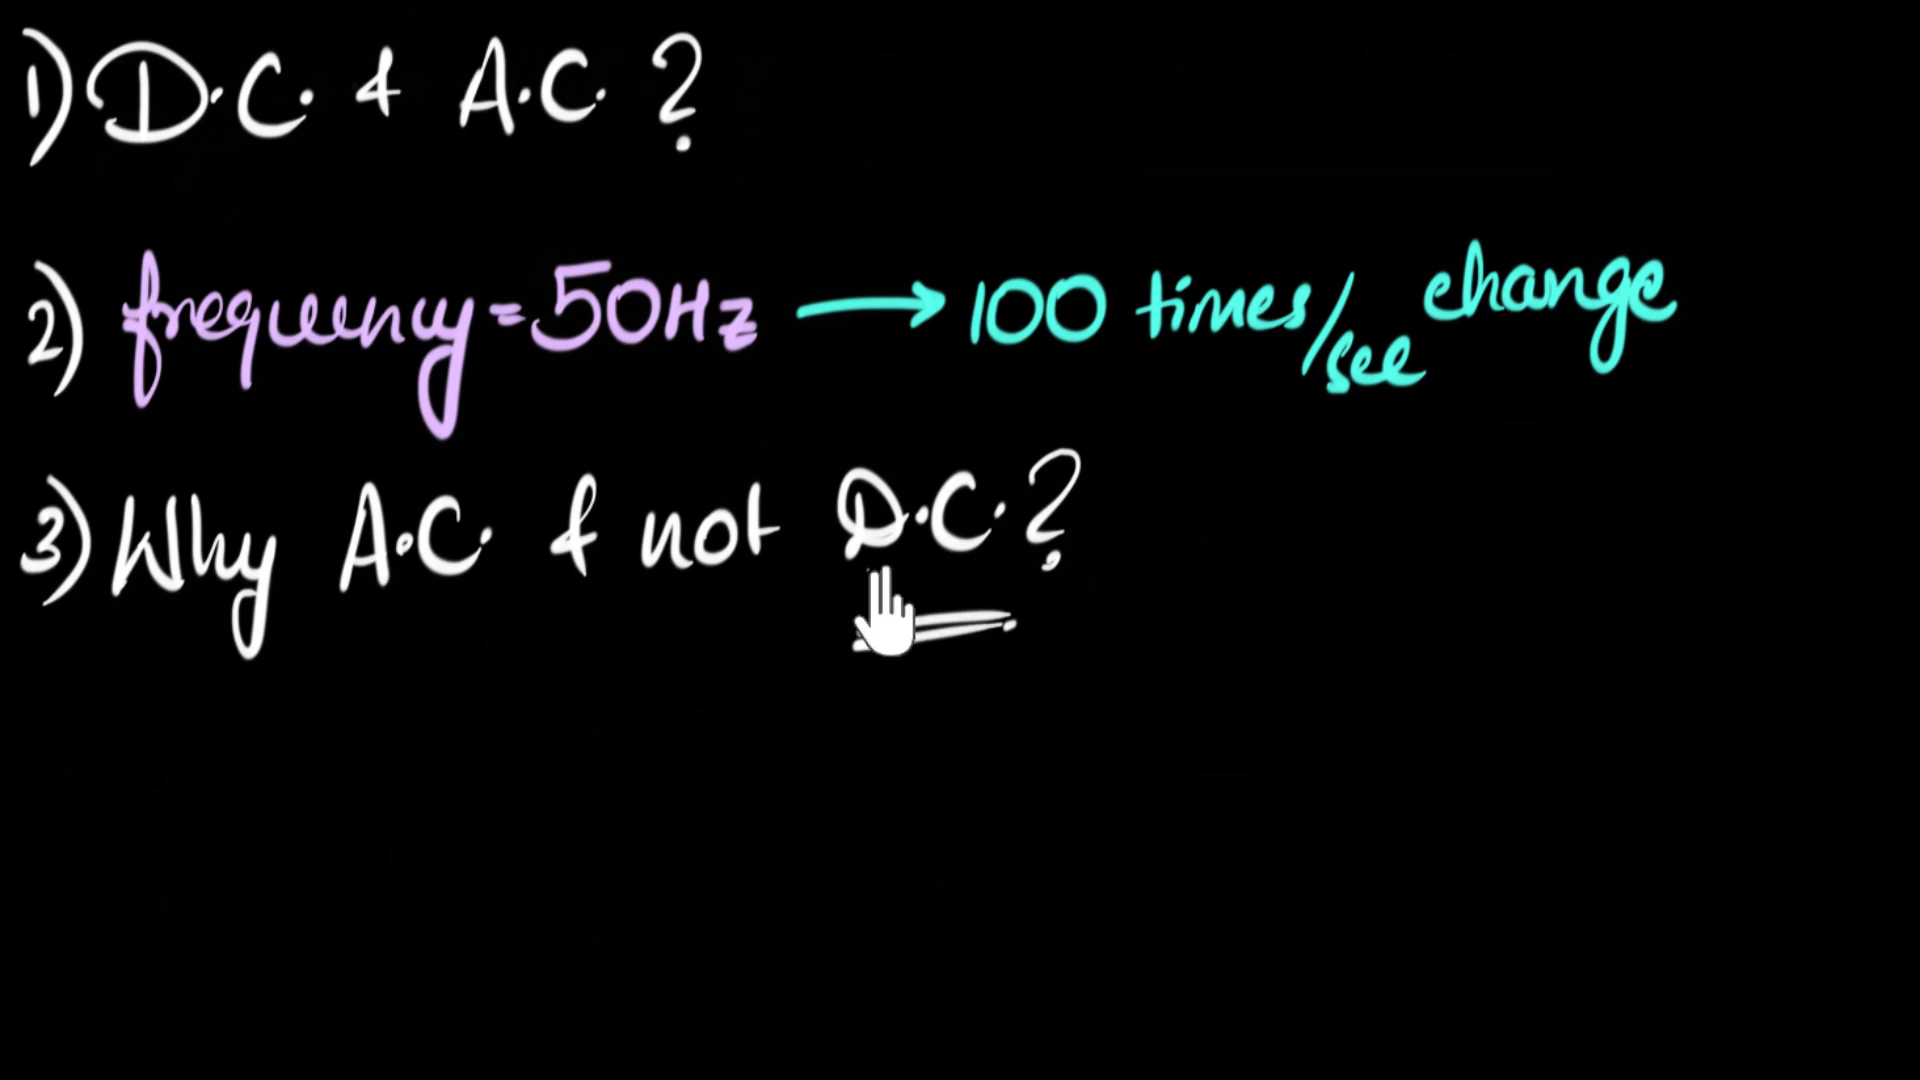 1) D.C. & A.C. ?
2) frequency = 50Hz → 100 times/sec change
3) Why A.C. & not D.C.?